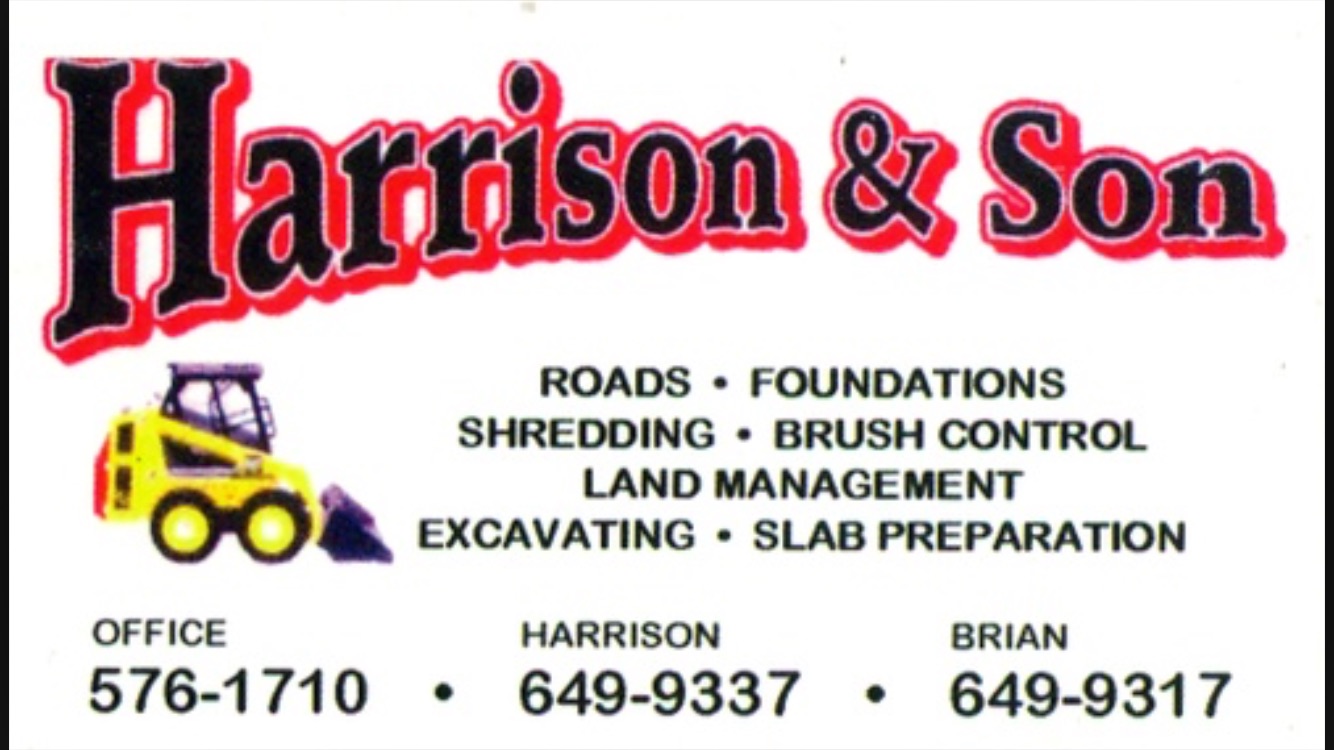 Harrison & Son
ROADS • FOUNDATIONS
SHREDDING • BRUSH CONTROL
LAND MANAGEMENT
EXCAVATING • SLAB PREPARATION
OFFICE HARRISON BRIAN
576-1710 • 649-9337 • 649-9317